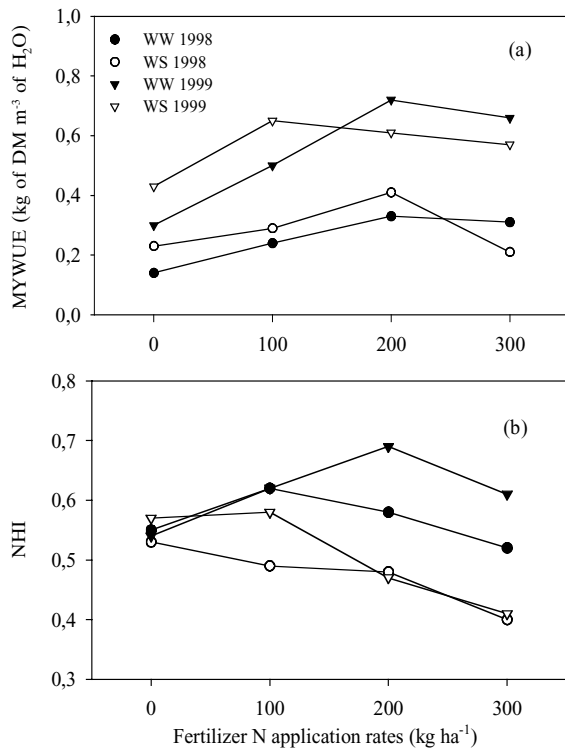 MYWUE (kg of DM m⁻³ of H₂O)
1,0
0,8
0,6
0,4
0,2
0,0
WW 1998
WS 1998
WW 1999
WS 1999
(a)
0 100 200 300
NHI
0,8
0,7
0,6
0,5
0,4
0,3
(b)
0 100 200 300
Fertilizer N application rates (kg ha⁻¹)